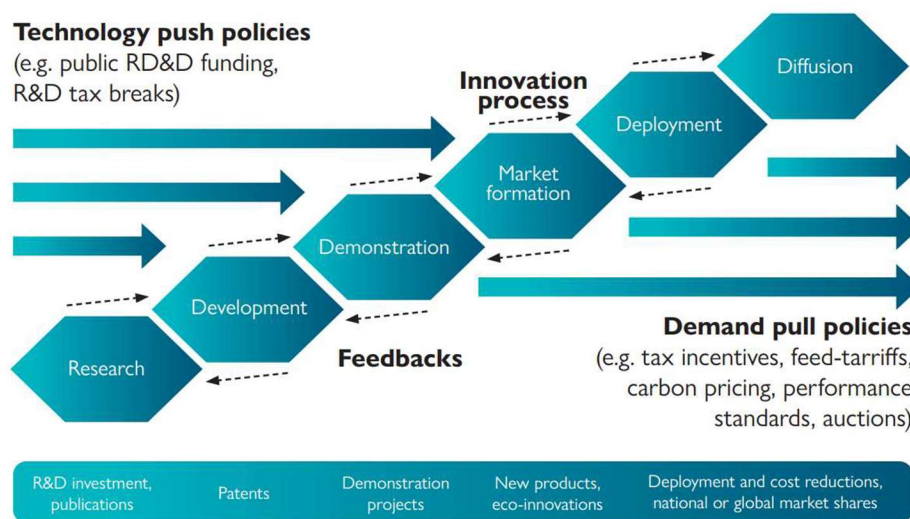 Technology push policies
(e.g. public RD&D funding,
R&D tax breaks)
Innovation
process
Diffusion
Deployment
Market
formation
Demonstration
Development
Research
Feedbacks
Demand pull policies
(e.g. tax incentives, feed-tarriffs,
carbon pricing, performance
standards, auctions)
R&D investment,
publications
Patents
Demonstration
projects
New products,
eco-innovations
Deployment and cost reductions,
national or global market shares